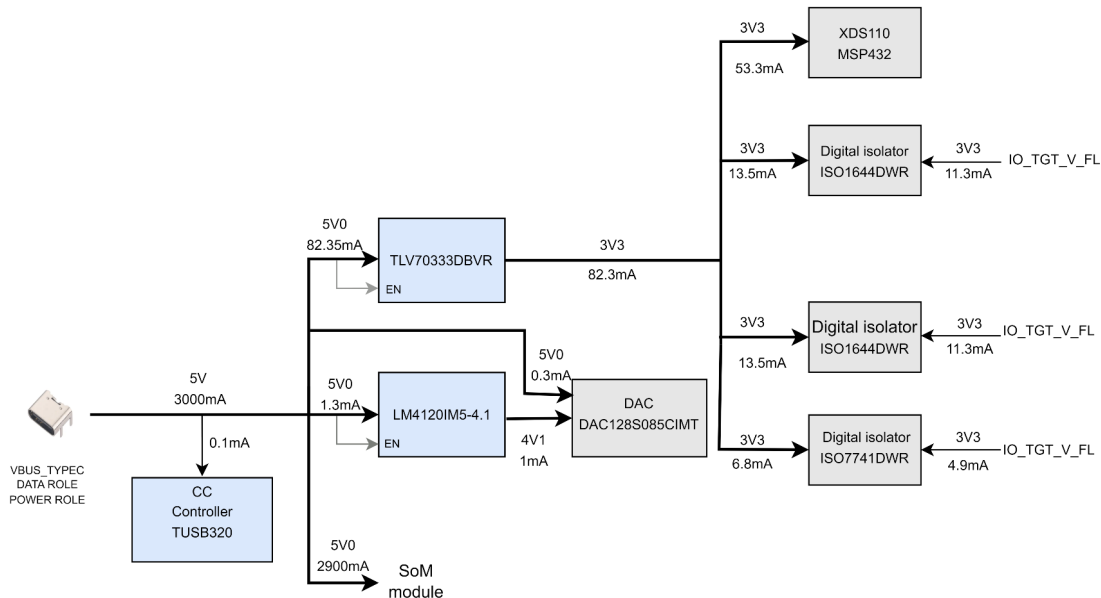 3V3
53.3mA
XDS110
MSP432
3V3
13.5mA
Digital isolator
ISO1644DWR
3V3
11.3mA
IO_TGT_V_FL
5V0
82.35mA
TLV70333DBVR
EN
3V3
82.3mA
3V3
13.5mA
Digital isolator
ISO1644DWR
3V3
11.3mA
IO_TGT_V_FL
5V
3000mA
5V0
1.3mA
LM4120IM5-4.1
EN
5V0
0.3mA
4V1
1mA
DAC
DAC128S085CIMT
3V3
6.8mA
Digital isolator
ISO7741DWR
3V3
4.9mA
IO_TGT_V_FL
0.1mA
VBUS_TYPEC
DATA ROLE
POWER ROLE
CC
Controller
TUSB320
5V0
2900mA
SoM
module